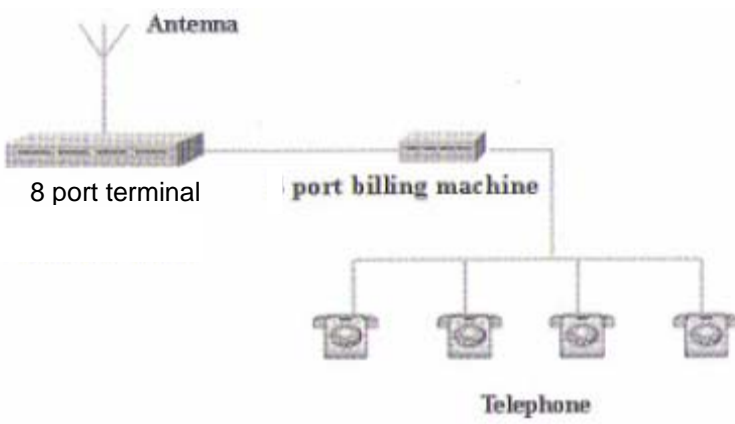 Antenna
8 port terminal
port billing machine
Telephone